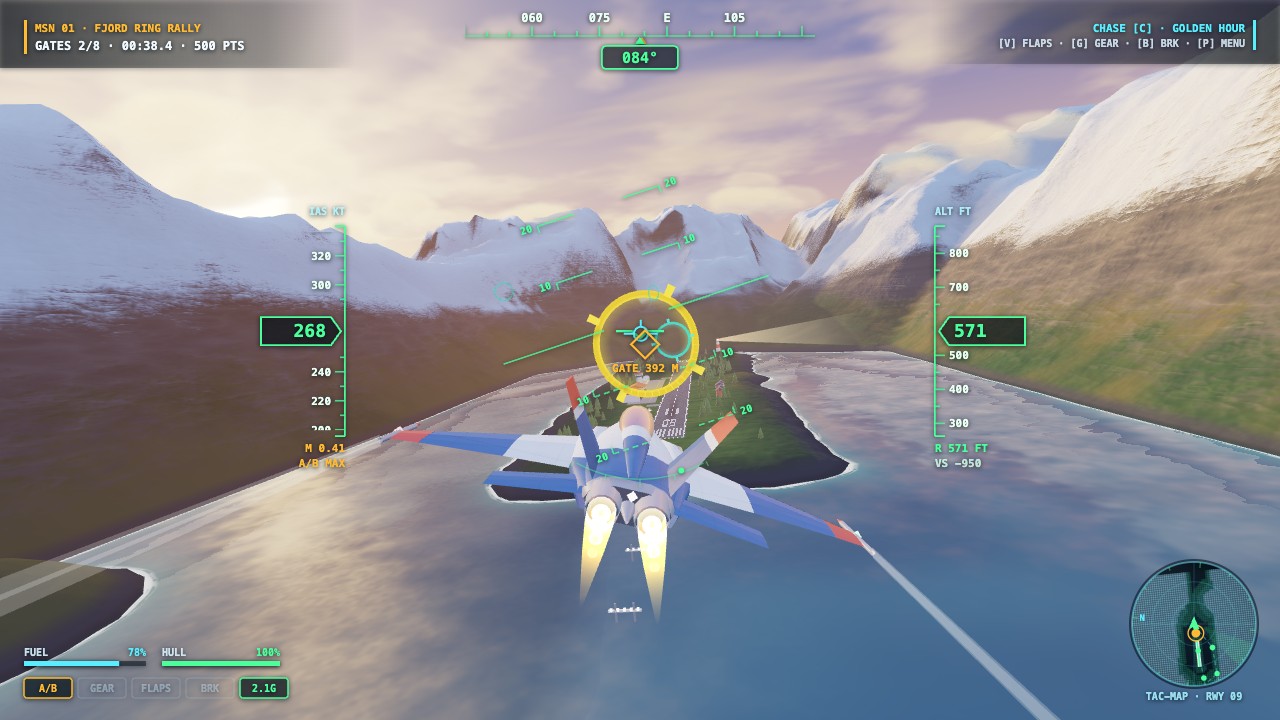 MSN 01 · FJORD RING RALLY
GATES 2/8 · 00:38.4 · 500 PTS
060 075 E 105
084°
CHASE [C] · GOLDEN HOUR
[V] FLAPS · [G] GEAR · [B] BRK · [P] MENU
IAS KT
320
300
268
240
220
200
M 0.41
A/B MAX
20
20
10
10
GATE 392 M
10
10
20
20
ALT FT
800
700
571
500
400
300
R 571 FT
VS −950
FUEL 78%
HULL 100%
A/B GEAR FLAPS BRK 2.1G
N
TAC−MAP · RWY 09